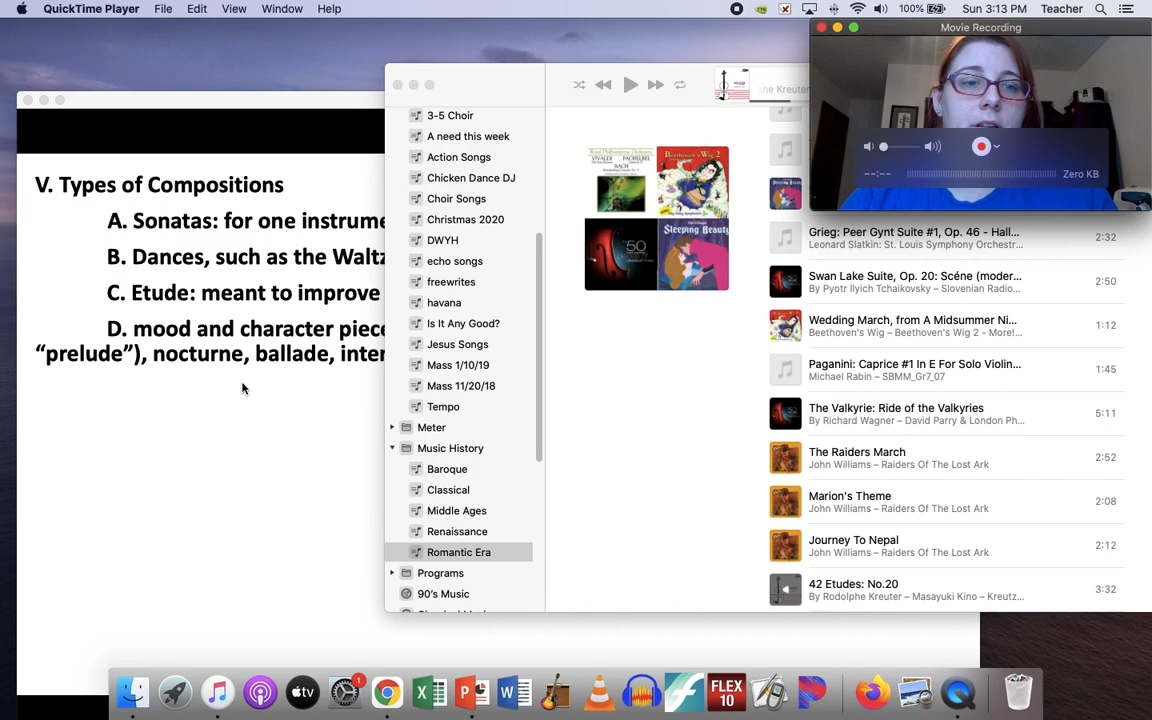 QuickTime Player File Edit View Window Help 100% Sun 3:13 PM Teacher
Movie Recording
--:-- Zero KB
V. Types of Compositions
A. Sonatas: for one instrume
B. Dances, such as the Waltz
C. Etude: meant to improve
D. mood and character piece
“prelude”), nocturne, ballade, inter
3-5 Choir
A need this week
Action Songs
Chicken Dance DJ
Choir Songs
Christmas 2020
DWYH
echo songs
freewrites
havana
Is It Any Good?
Jesus Songs
Mass 1/10/19
Mass 11/20/18
Tempo
Meter
Music History
Baroque
Classical
Middle Ages
Renaissance
Romantic Era
Programs
90's Music
he Kreuter
VIVALDI
PACHELBEL
BACH
Beethoven's Wig 2
50
Sleeping Beauty
Grieg: Peer Gynt Suite #1, Op. 46 - Hall...
Leonard Slatkin: St. Louis Symphony Orchestr...
2:32
Swan Lake Suite, Op. 20: Scéne (moder...
By Pyotr Ilyich Tchaikovsky – Slovenian Radio...
2:50
Wedding March, from A Midsummer Ni...
Beethoven's Wig – Beethoven's Wig 2 - More!...
1:12
Paganini: Caprice #1 In E For Solo Violin...
Michael Rabin – SBMM_Gr7_07
1:45
The Valkyrie: Ride of the Valkyries
By Richard Wagner – David Parry & London Ph...
5:11
The Raiders March
John Williams – Raiders Of The Lost Ark
2:52
Marion's Theme
John Williams – Raiders Of The Lost Ark
2:08
Journey To Nepal
John Williams – Raiders Of The Lost Ark
2:12
42 Etudes: No.20
By Rodolphe Kreuter – Masayuki Kino – Kreutz...
3:32
tv
1
FLEX
10